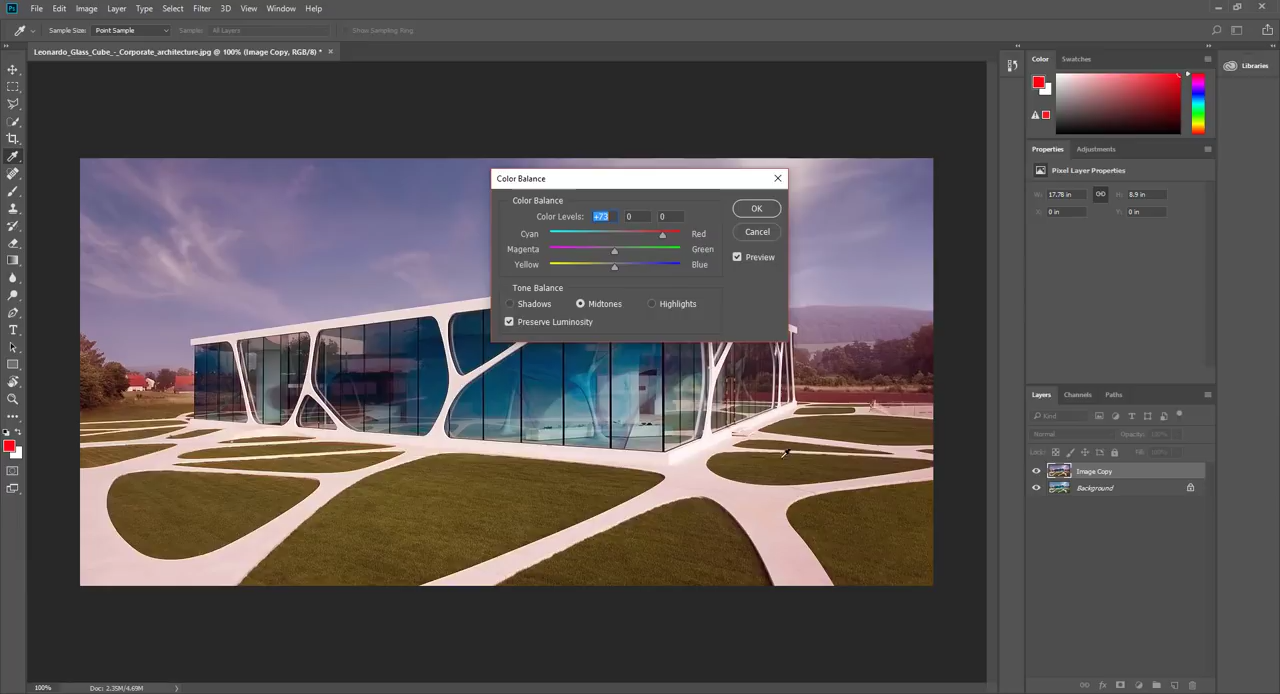 Ps File Edit Image Layer Type Select Filter 3D View Window Help
Sample Size: Point Sample Sample: All Layers Show Sampling Ring
Leonardo_Glass_Cube_-_Corporate_architecture.jpg @ 100% (Image Copy, RGB/8) *
Color Swatches
Libraries
Properties Adjustments
Pixel Layer Properties
W: 17.78 in H: 8.9 in
X: 0 in Y: 0 in
Color Balance
Color Balance
Color Levels: +73 0 0
Cyan Red
Magenta Green
Yellow Blue
Tone Balance
Shadows Midtones Highlights
Preserve Luminosity
OK
Cancel
Preview
Layers Channels Paths
Kind
Normal Opacity: 100%
Lock: Fill: 100%
Image Copy
Background
100% Doc: 2.35M/4.69M